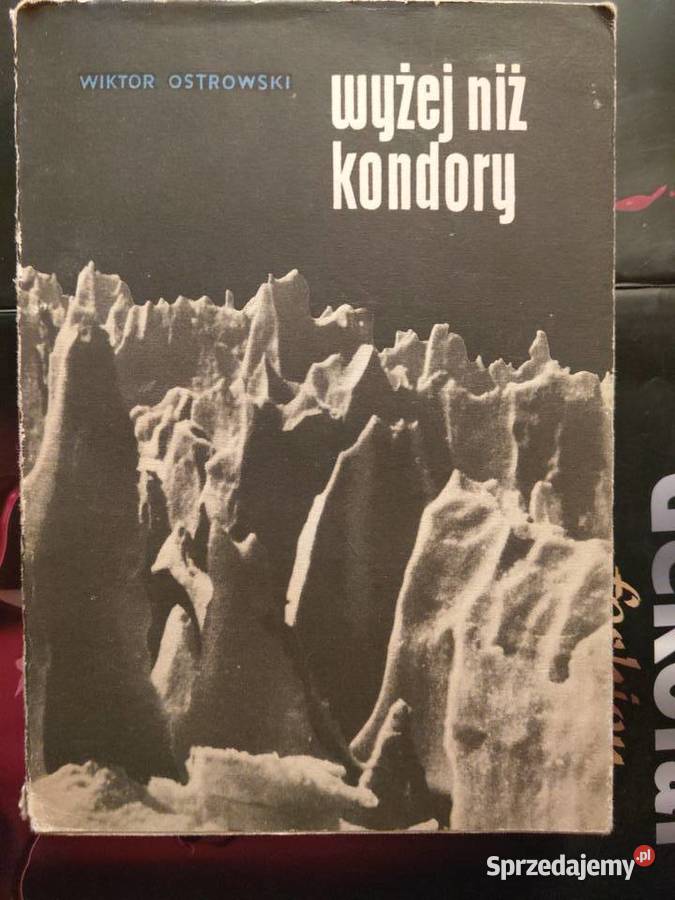 WIKTOR OSTROWSKI
wyżej niż
kondory
Sprzedajemy.pl